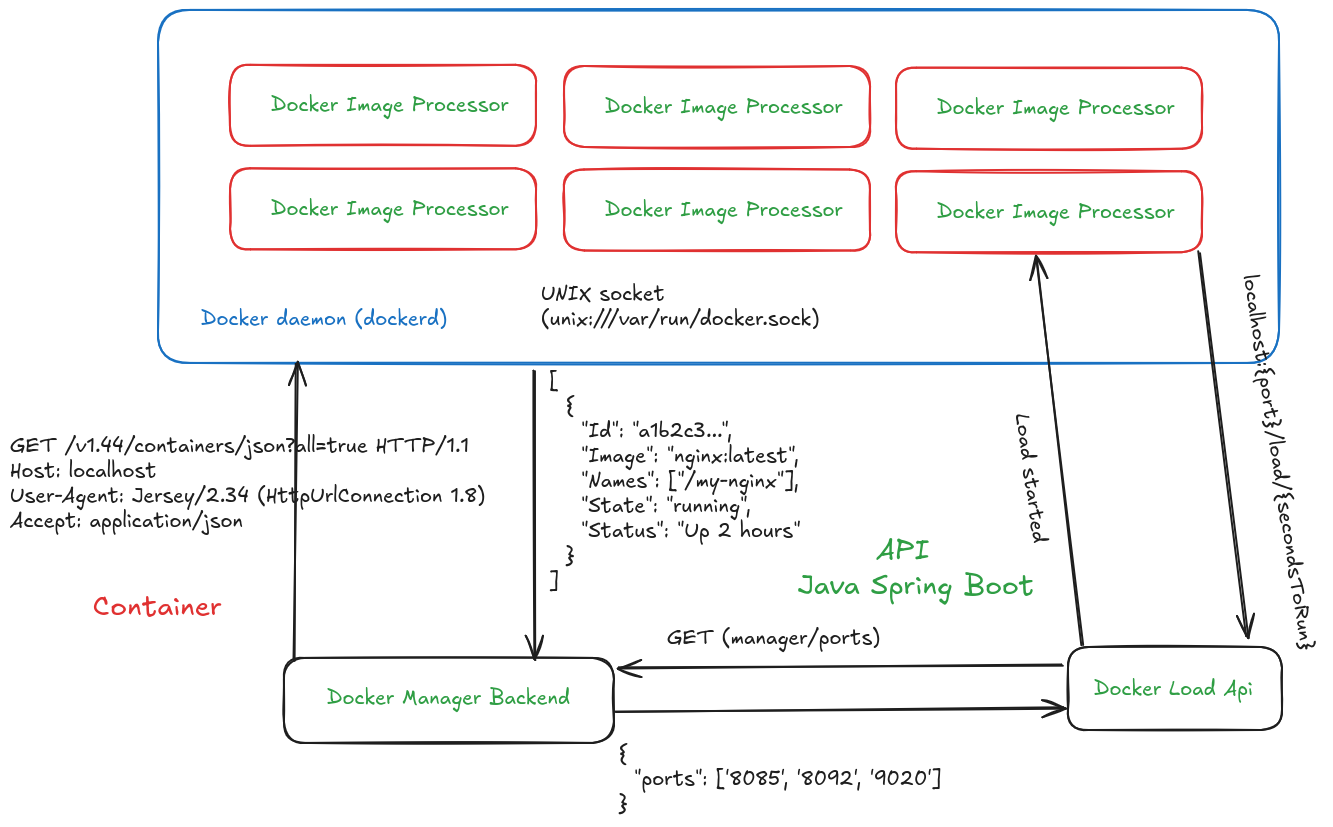 Docker Image Processor
Docker Image Processor
Docker Image Processor
Docker Image Processor
Docker Image Processor
Docker Image Processor
UNIX socket
(unix:///var/run/docker.sock)
Docker daemon (dockerd)
localhost:{port}/load/{secondsToRun}
Load started
GET /v1.44/containers/json?all=true HTTP/1.1
Host: localhost
User-Agent: Jersey/2.34 (HttpUrlConnection 1.8)
Accept: application/json
[
{
"Id": "a1b2c3...",
"Image": "nginx:latest",
"Names": ["/my-nginx"],
"State": "running",
"Status": "Up 2 hours"
}
]
API
Java Spring Boot
Container
GET (manager/ports)
Docker Manager Backend
Docker Load Api
{
"ports": ['8085', '8092', '9020']
}